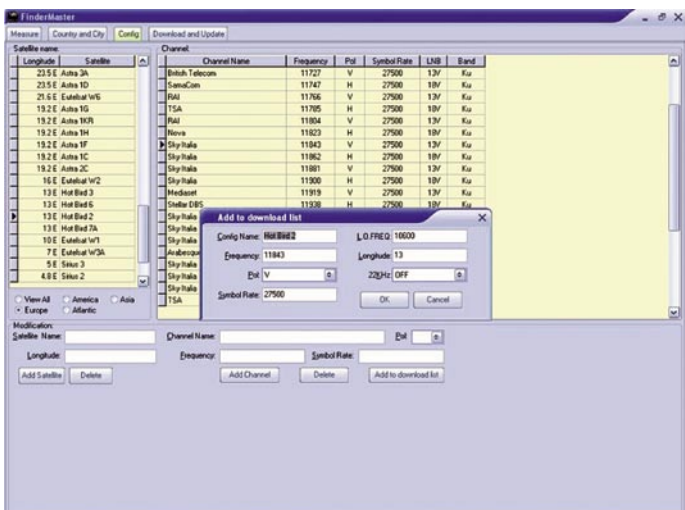 FinderMaster
Measure Country and City Config Download and Update
Satellite name: Channel:
Longitude Satellite Channel Name Frequency Pol Symbol Rate LNB Band
23.5 E Astra 3A British Telecom 11727 V 27500 13V Ku
23.5 E Astra 1D SamaCom 11747 H 27500 18V Ku
21.6 E Eutelsat W6 RAI 11766 V 27500 13V Ku
19.2 E Astra 1G TSA 11785 H 27500 18V Ku
19.2 E Astra 1KR RAI 11804 V 27500 13V Ku
19.2 E Astra 1H Nova 11823 H 27500 18V Ku
19.2 E Astra 1F Sky Italia 11843 V 27500 13V Ku
19.2 E Astra 1C Sky Italia 11862 H 27500 18V Ku
19.2 E Astra 2C Sky Italia 11881 V 27500 13V Ku
16 E Eutelsat W2 Sky Italia 11900 H 27500 18V Ku
13 E Hot Bird 3 Mediaset 11919 V 27500 13V Ku
13 E Hot Bird 6 Stellar DBS 11938 H 27500 18V Ku
13 E Hot Bird 2 Sky Italia
13 E Hot Bird 7A Sky Italia
10 E Eutelsat W1 Sky Italia
7 E Eutelsat W3A Arabesque
5 E Sirius 3 Sky Italia
4.8 E Sirius 2 Sky Italia
Sky Italia
TSA
Add to download list
Config Name: Hot Bird 2 L.O.FREQ: 10600
Frequency: 11843 Longitude: 13
Pol: V 22KHz: OFF
Symbol Rate: 27500 OK Cancel
View All America Asia
Europe Atlantic
Modification:
Satellite Name: Channel Name: Pol:
Longitude: Frequency: Symbol Rate:
Add Satellite Delete Add Channel Delete Add to download list